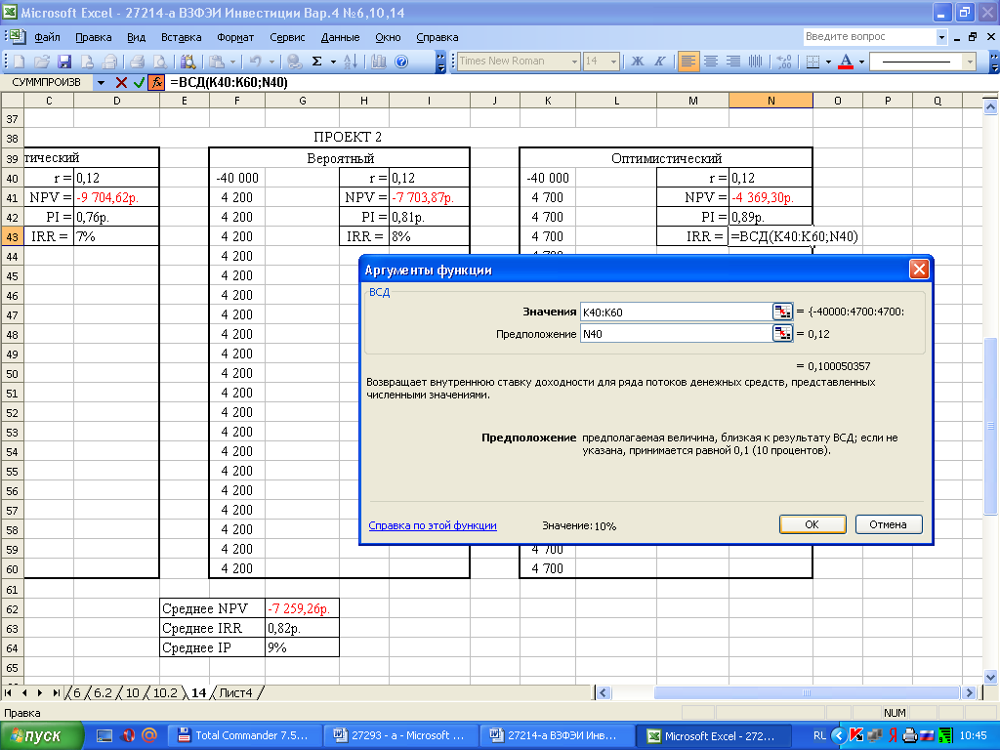 Microsoft Excel - 27214-а ВЗФЭИ Инвестиции Вар.4 №6,10,14
Файл Правка Вид Вставка Формат Сервис Данные Окно Справка Введите вопрос
Times New Roman 14 Ж К
СУММПРОИЗВ =ВСД(K40:K60;N40)
C D E F G H I J K L M N O P Q
37
38 ПРОЕКТ 2
39 тический Вероятный Оптимистический
40 r = 0,12 -40 000 r = 0,12 -40 000 r = 0,12
41 NPV = -9 704,62р. 4 200 NPV = -7 703,87р. 4 700 NPV = -4 369,30р.
42 PI = 0,76р. 4 200 PI = 0,81р. 4 700 PI = 0,89р.
43 IRR = 7% 4 200 IRR = 8% 4 700 IRR = =ВСД(K40:K60;N40)
44 4 200
Аргументы функции
45 4 200
ВСД
46 4 200
Значения K40:K60 = {-40000:4700:4700:
47 4 200
Предположение N40 = 0,12
48 4 200
= 0,100050357
49 4 200
Возвращает внутреннюю ставку доходности для ряда потоков денежных средств, представленных
50 4 200
численными значениями.
51 4 200
52 4 200
53 4 200
Предположение предполагаемая величина, близкая к результату ВСД; если не
54 4 200
указана, принимается равной 0,1 (10 процентов).
55 4 200
56 4 200
57 4 200
58 4 200
Справка по этой функции Значение: 10% ОК Отмена
59 4 200 4 700
60 4 200 4 700
61
62 Среднее NPV -7 259,26р.
63 Среднее IRR 0,82р.
64 Среднее IP 9%
65
6 6.2 10 10.2 14 Лист4
Правка NUM
пуск Total Commander 7.5... 27293 - а - Microsoft ... 27214-а ВЗФЭИ Инв... Microsoft Excel - 272... RL 10:45